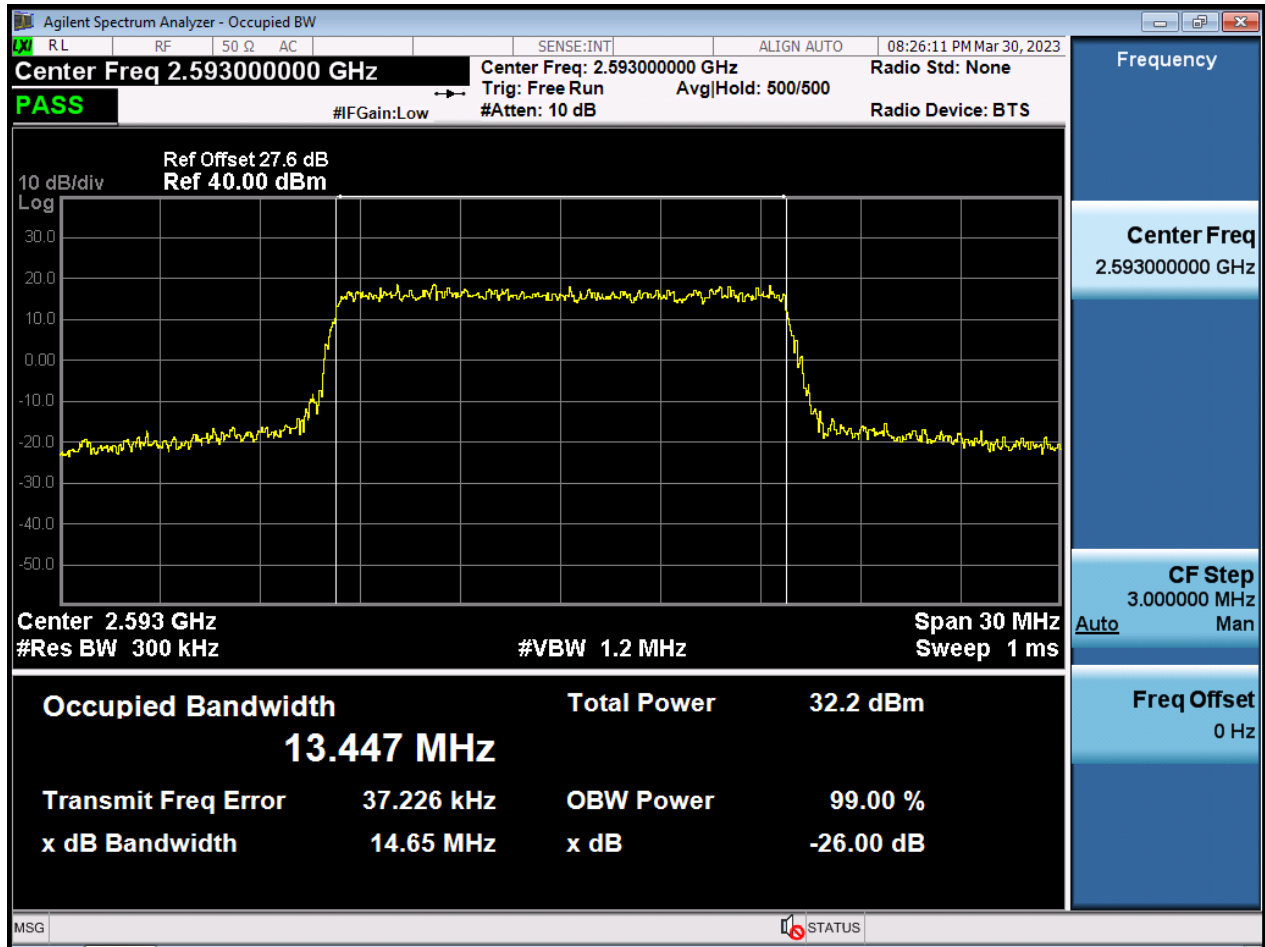 Agilent Spectrum Analyzer - Occupied BW
LXI RL RF 50 Ω AC SENSE:INT ALIGN AUTO 08:26:11 PM Mar 30, 2023
Center Freq 2.593000000 GHz
PASS
#IFGain:Low
Center Freq: 2.593000000 GHz
Trig: Free Run Avg|Hold: 500/500
#Atten: 10 dB
Radio Std: None
Radio Device: BTS
Ref Offset 27.6 dB
10 dB/div Ref 40.00 dBm
Log
30.0
20.0
10.0
0.00
-10.0
-20.0
-30.0
-40.0
-50.0
Center 2.593 GHz Span 30 MHz
#Res BW 300 kHz #VBW 1.2 MHz Sweep 1 ms
Occupied Bandwidth Total Power 32.2 dBm
13.447 MHz
Transmit Freq Error 37.226 kHz OBW Power 99.00 %
x dB Bandwidth 14.65 MHz x dB -26.00 dB
MSG STATUS
Frequency
Center Freq
2.593000000 GHz
CF Step
3.000000 MHz
Auto Man
Freq Offset
0 Hz